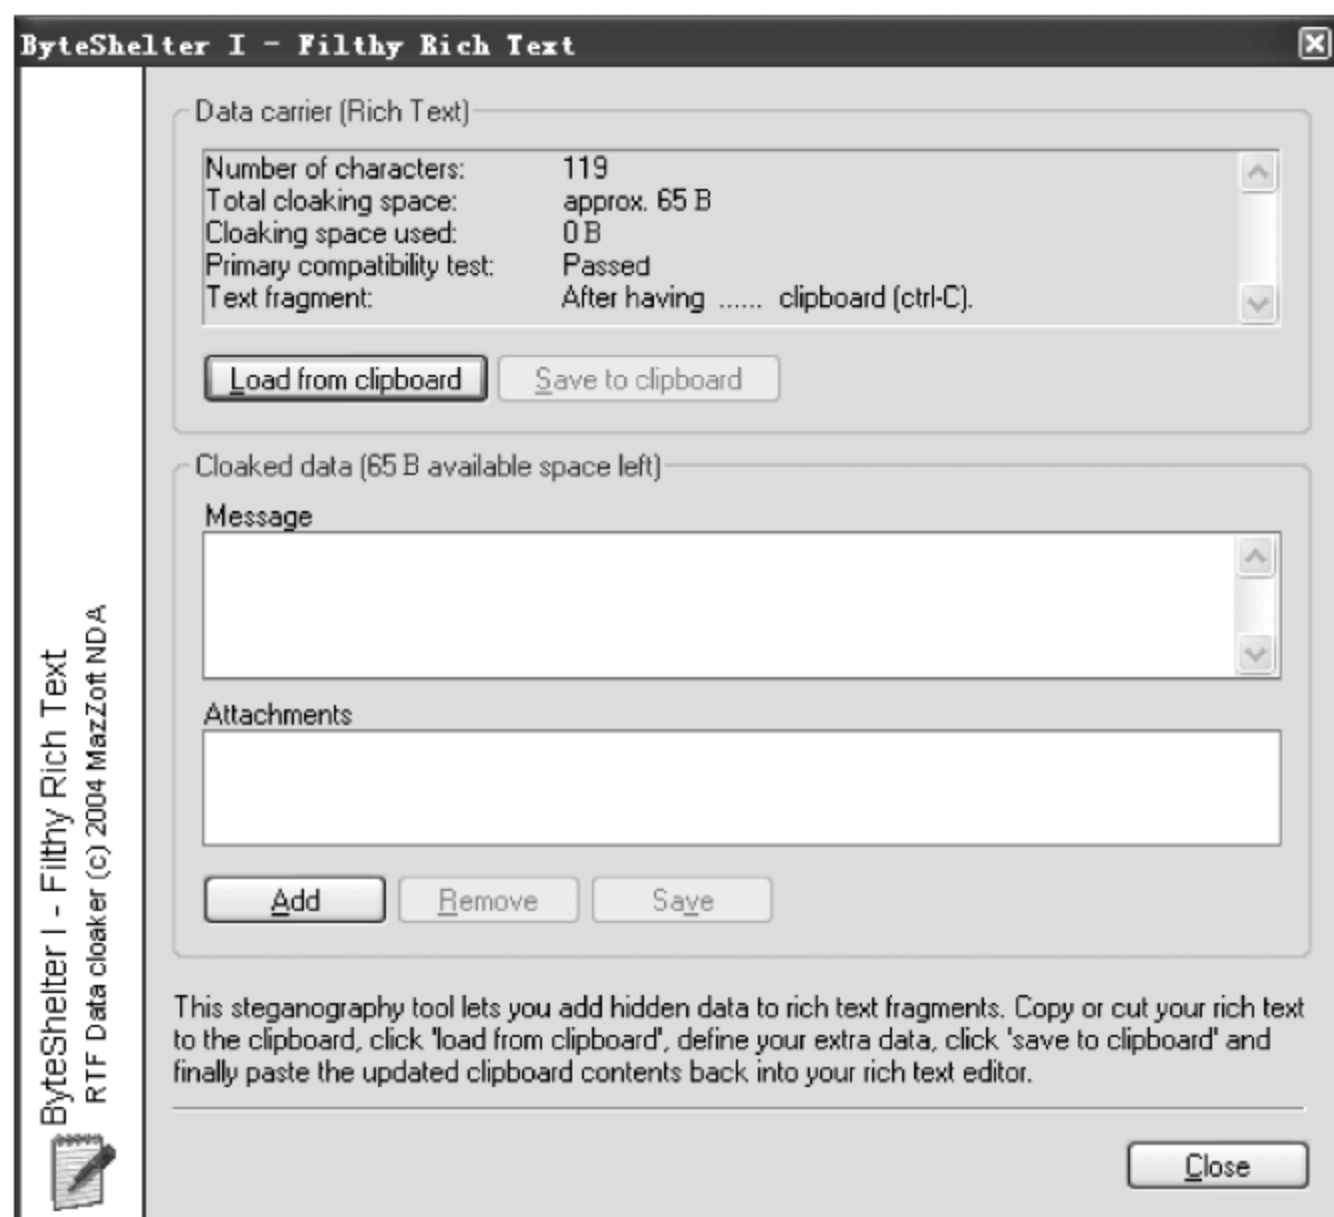 ByteShelter I - Filthy Rich Text
Data carrier (Rich Text)
Number of characters: 119
Total cloaking space: approx. 65 B
Cloaking space used: 0 B
Primary compatibility test: Passed
Text fragment: After having ...... clipboard (ctrl-C).
Load from clipboard Save to clipboard
Cloaked data (65 B available space left)
Message
Attachments
Add Remove Save
This steganography tool lets you add hidden data to rich text fragments. Copy or cut your rich text
to the clipboard, click 'load from clipboard', define your extra data, click 'save to clipboard' and
finally paste the updated clipboard contents back into your rich text editor.
Close
ByteShelter I - Filthy Rich Text
RTF Data cloaker (c) 2004 MazZoft NDA